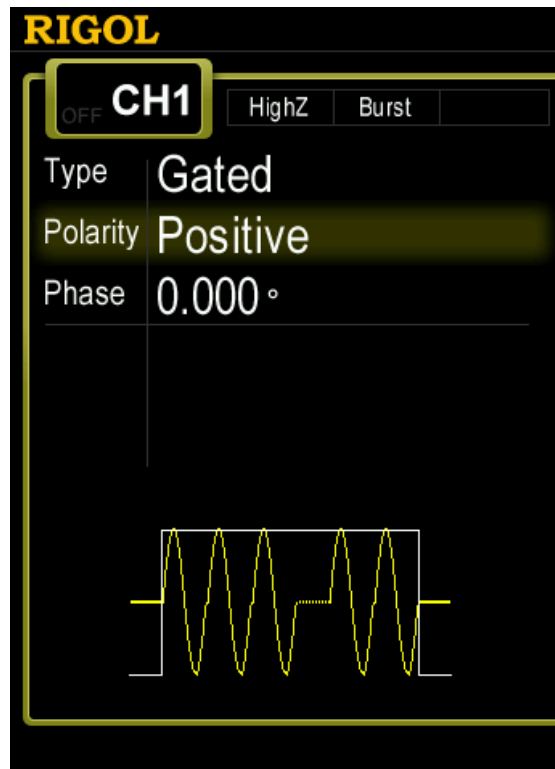 RIGOL
OFF CH1 HighZ Burst
Type Gated
Polarity Positive
Phase 0.000 °